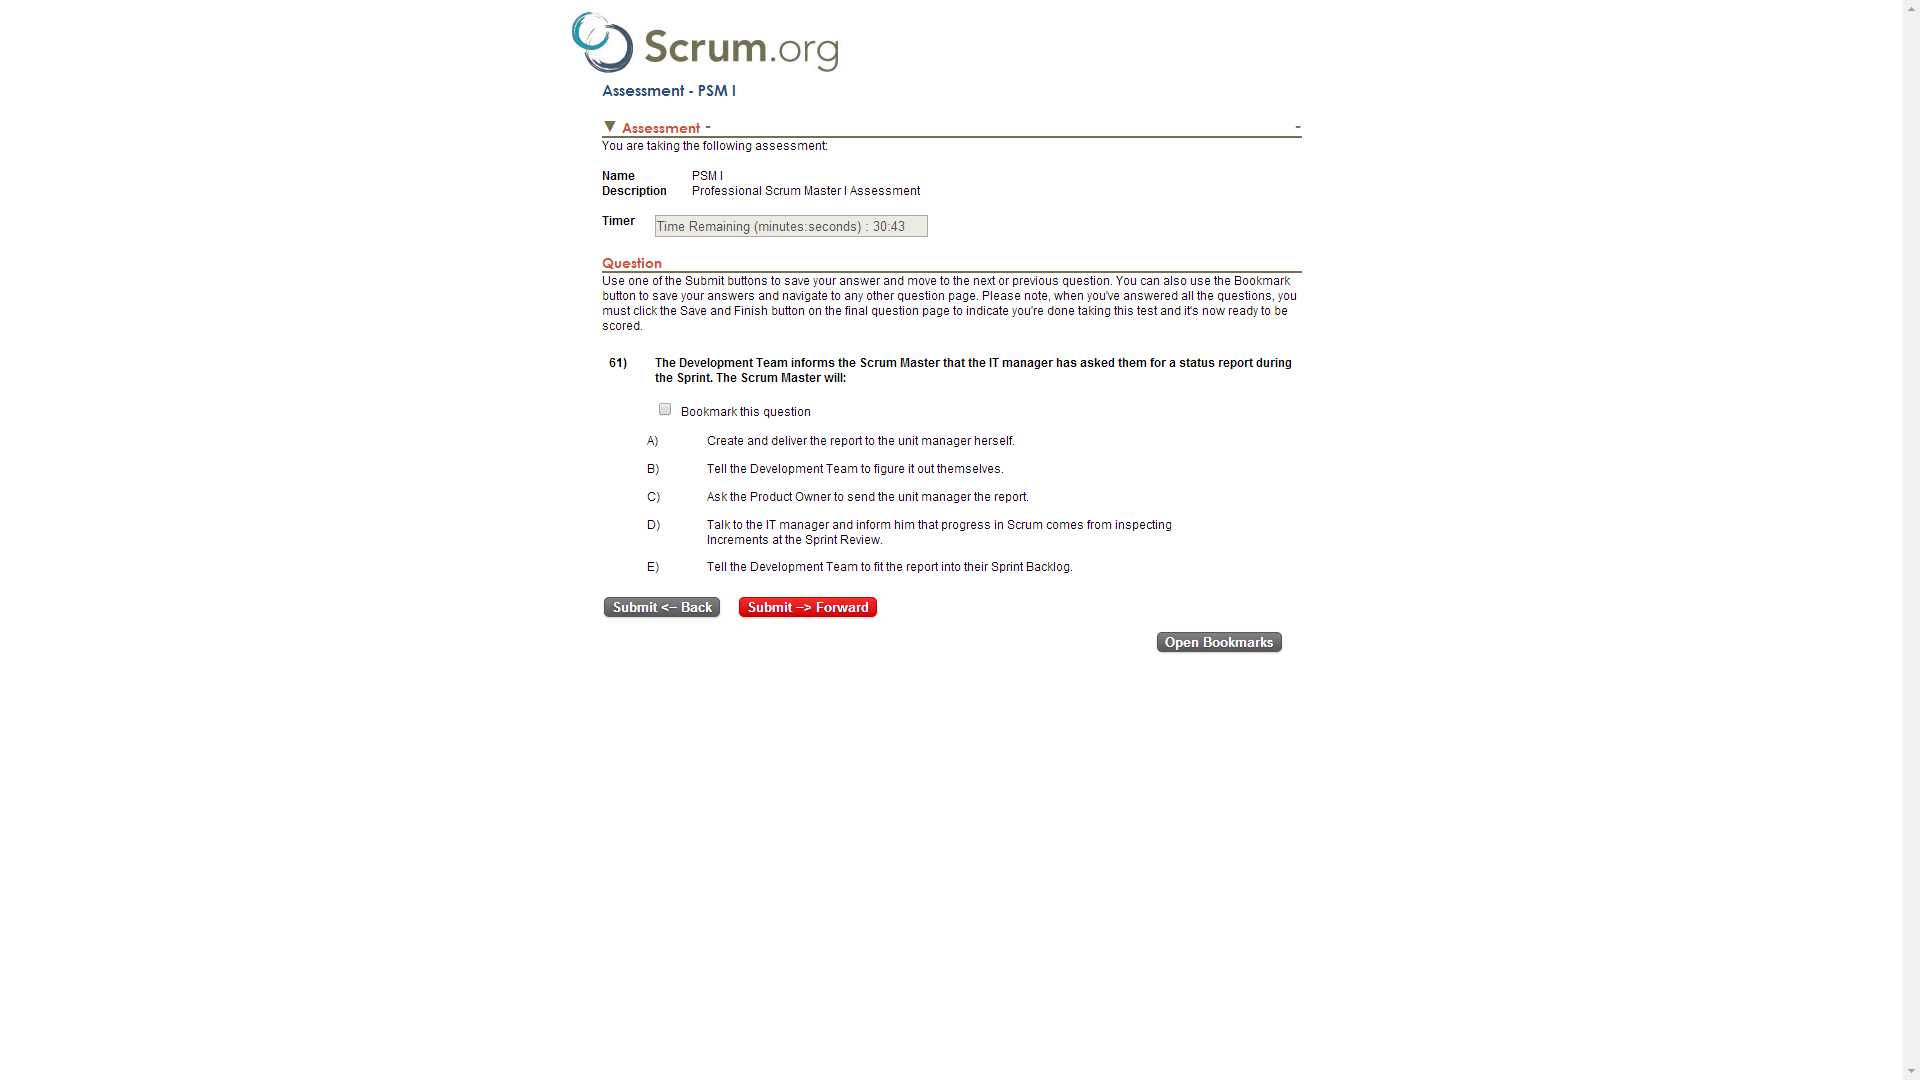 Scrum.org
Assessment - PSM I
▼ Assessment - -
You are taking the following assessment:
Name PSM I
Description Professional Scrum Master I Assessment
Timer Time Remaining (minutes:seconds) : 30:43
Question
Use one of the Submit buttons to save your answer and move to the next or previous question. You can also use the Bookmark
button to save your answers and navigate to any other question page. Please note, when you've answered all the questions, you
must click the Save and Finish button on the final question page to indicate you're done taking this test and it's now ready to be
scored.
61) The Development Team informs the Scrum Master that the IT manager has asked them for a status report during
the Sprint. The Scrum Master will:
Bookmark this question
A) Create and deliver the report to the unit manager herself.
B) Tell the Development Team to figure it out themselves.
C) Ask the Product Owner to send the unit manager the report.
D) Talk to the IT manager and inform him that progress in Scrum comes from inspecting
Increments at the Sprint Review.
E) Tell the Development Team to fit the report into their Sprint Backlog.
Submit <-- Back Submit --> Forward
Open Bookmarks